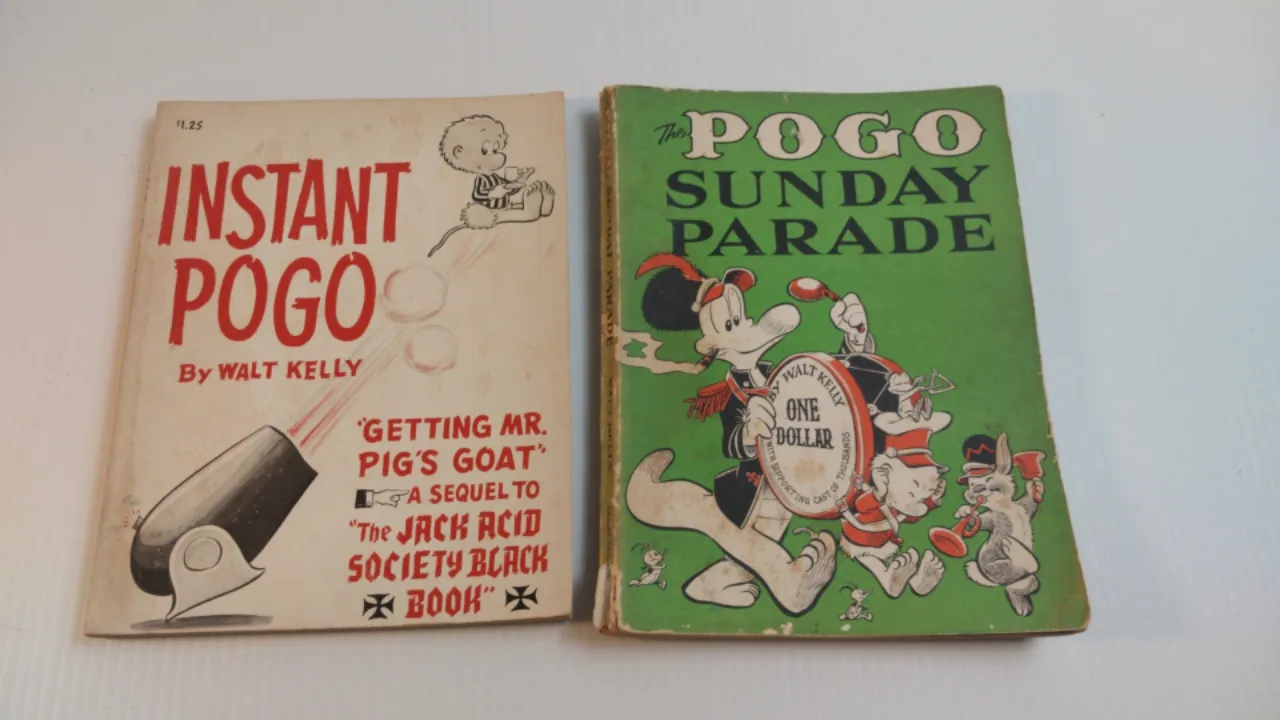 $1.25
INSTANT
POGO
By WALT KELLY
"GETTING MR.
PIG'S GOAT"
A SEQUEL TO
"The JACK ACID
SOCIETY BLACK
BOOK"
The POGO
SUNDAY
PARADE
BY WALT KELLY
ONE
DOLLAR
WITH SUPPORTING CAST OF THOUSANDS